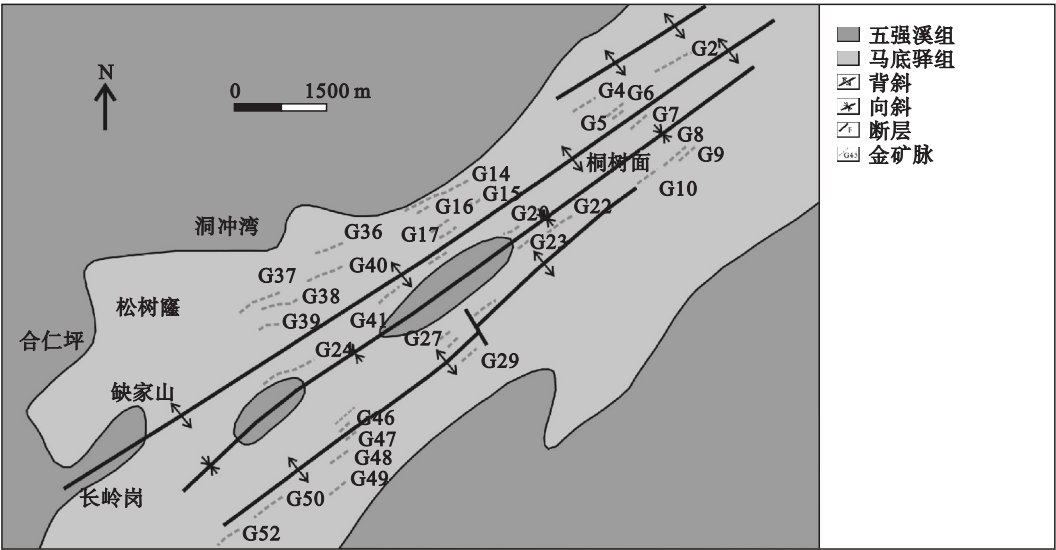 N
0 1500 m
五强溪组
马底驿组
背斜
向斜
F 断层
G43 金矿脉
G2
G4 G6
G5
G7
G8
G9
桐树面
G10
G14
G15
G16
G20
G22
G17
G23
洞冲湾
G36
G40
G37
G38
松树窿
G39
G41
合仁坪
G27
G24
G29
缺家山
G46
G47
G48
G49
长岭岗
G50
G52